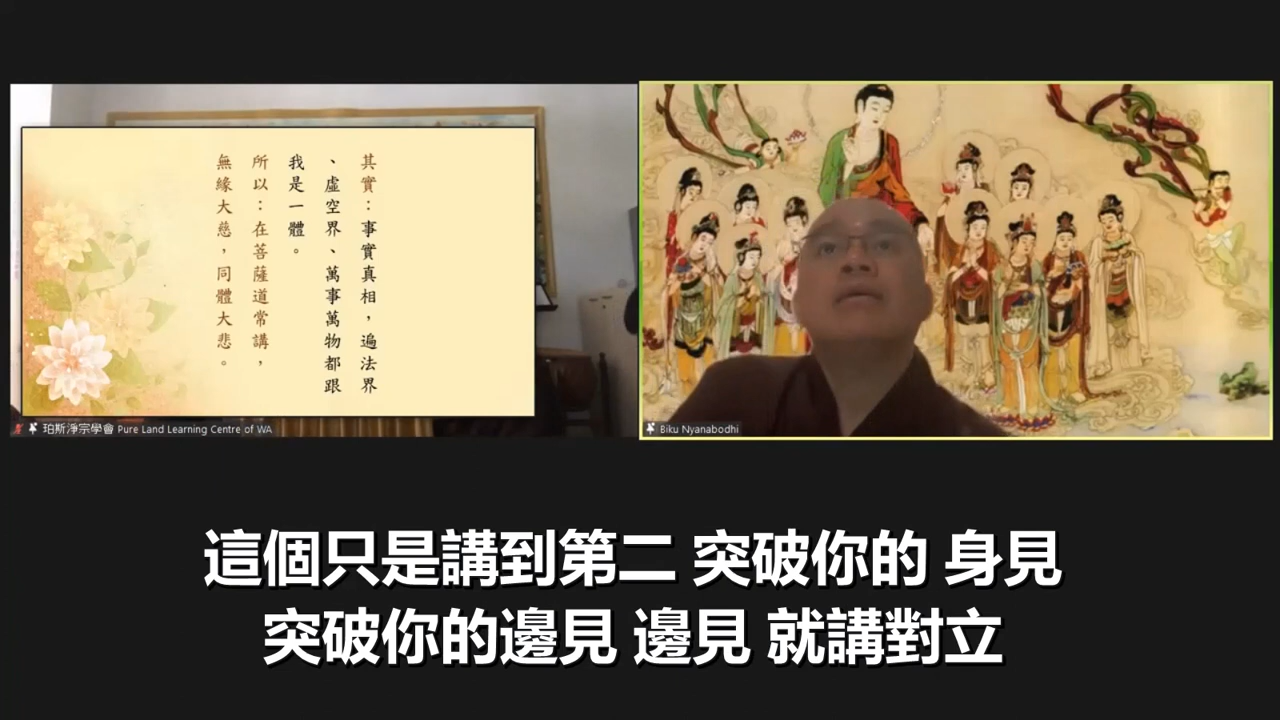 其實：事實真相，遍法界
、虛空界、萬事萬物都跟
我是一體。
所以：在菩薩道常講，
無緣大慈，同體大悲。
珀斯淨宗學會 Pure Land Learning Centre of WA
Biku Nyanabodhi
這個只是講到第二 突破你的 身見
突破你的邊見 邊見 就講對立